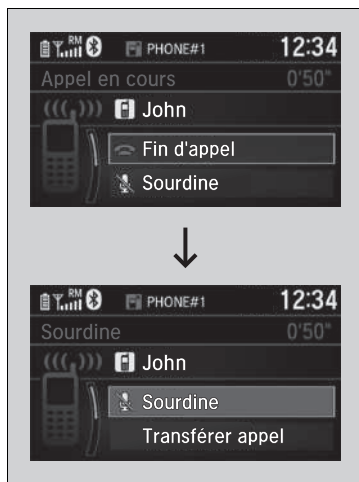 RM PHONE#1 12:34
Appel en cours 0'50"
John
Fin d'appel
Sourdine
RM PHONE#1 12:34
Sourdine 0'50"
John
Sourdine
Transférer appel